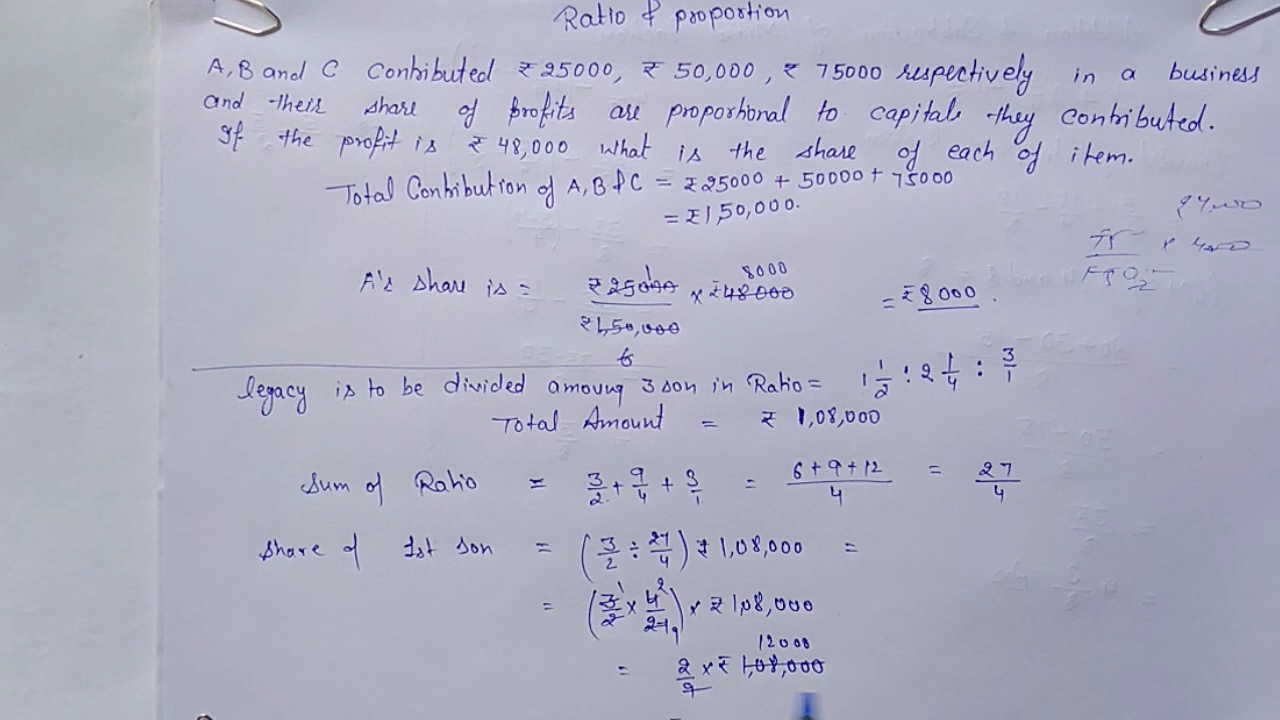 Ratio & proportion
A, B and C Contributed ₹25000, ₹ 50,000, ₹ 75000 respectively in a business
and their share of profits are proportional to capitals they contributed.
If the profit is ₹ 48,000 what is the share of each of item.
Total Contribution of A, B & C = ₹25000 + 50000 + 75000
= ₹1,50,000.
1 8000
A's share is = ₹25000 / ₹1,50,000 × ₹48000 = ₹8000.
6
legacy is to be divided amoung 3 son in Ratio = 1 1/2 : 2 1/4 : 3/1
Total Amount = ₹ 1,08,000
Sum of Ratio = 3/2 + 9/4 + 3/1 = 6+9+12/4 = 27/4
Share of 1st son = (3/2 ÷ 27/4) ₹ 1,08,000 =
= (3/2 × 4/27) × ₹ 1,08,000
12000
= 2/9 × ₹ 1,08,000